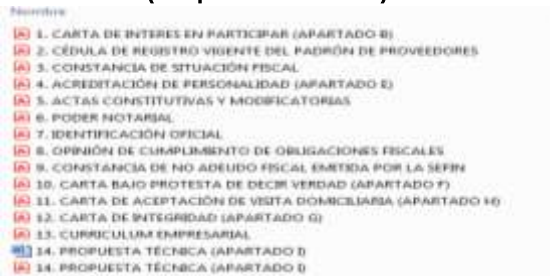 Nombre
1. CARTA DE INTERES EN PARTICIPAR (APARTADO B)
2. CÉDULA DE REGISTRO VIGENTE DEL PADRÓN DE PROVEEDORES
3. CONSTANCIA DE SITUACIÓN FISCAL
4. ACREDITACIÓN DE PERSONALIDAD (APARTADO E)
5. ACTAS CONSTITUTIVAS Y MODIFICATORIAS
6. PODER NOTARIAL
7. IDENTIFICACIÓN OFICIAL
8. OPINIÓN DE CUMPLIMIENTO DE OBLIGACIONES FISCALES
9. CONSTANCIA DE NO ADEUDO FISCAL EMITIDA POR LA SEFIN
10. CARTA BAJO PROTESTA DE DECIR VERDAD (APARTADO F)
11. CARTA DE ACEPTACIÓN DE VISITA DOMICILIARIA (APARTADO H)
12. CARTA DE INTEGRIDAD (APARTADO G)
13. CURRICULUM EMPRESARIAL
14. PROPUESTA TÉCNICA (APARTADO I)
14. PROPUESTA TÉCNICA (APARTADO I)